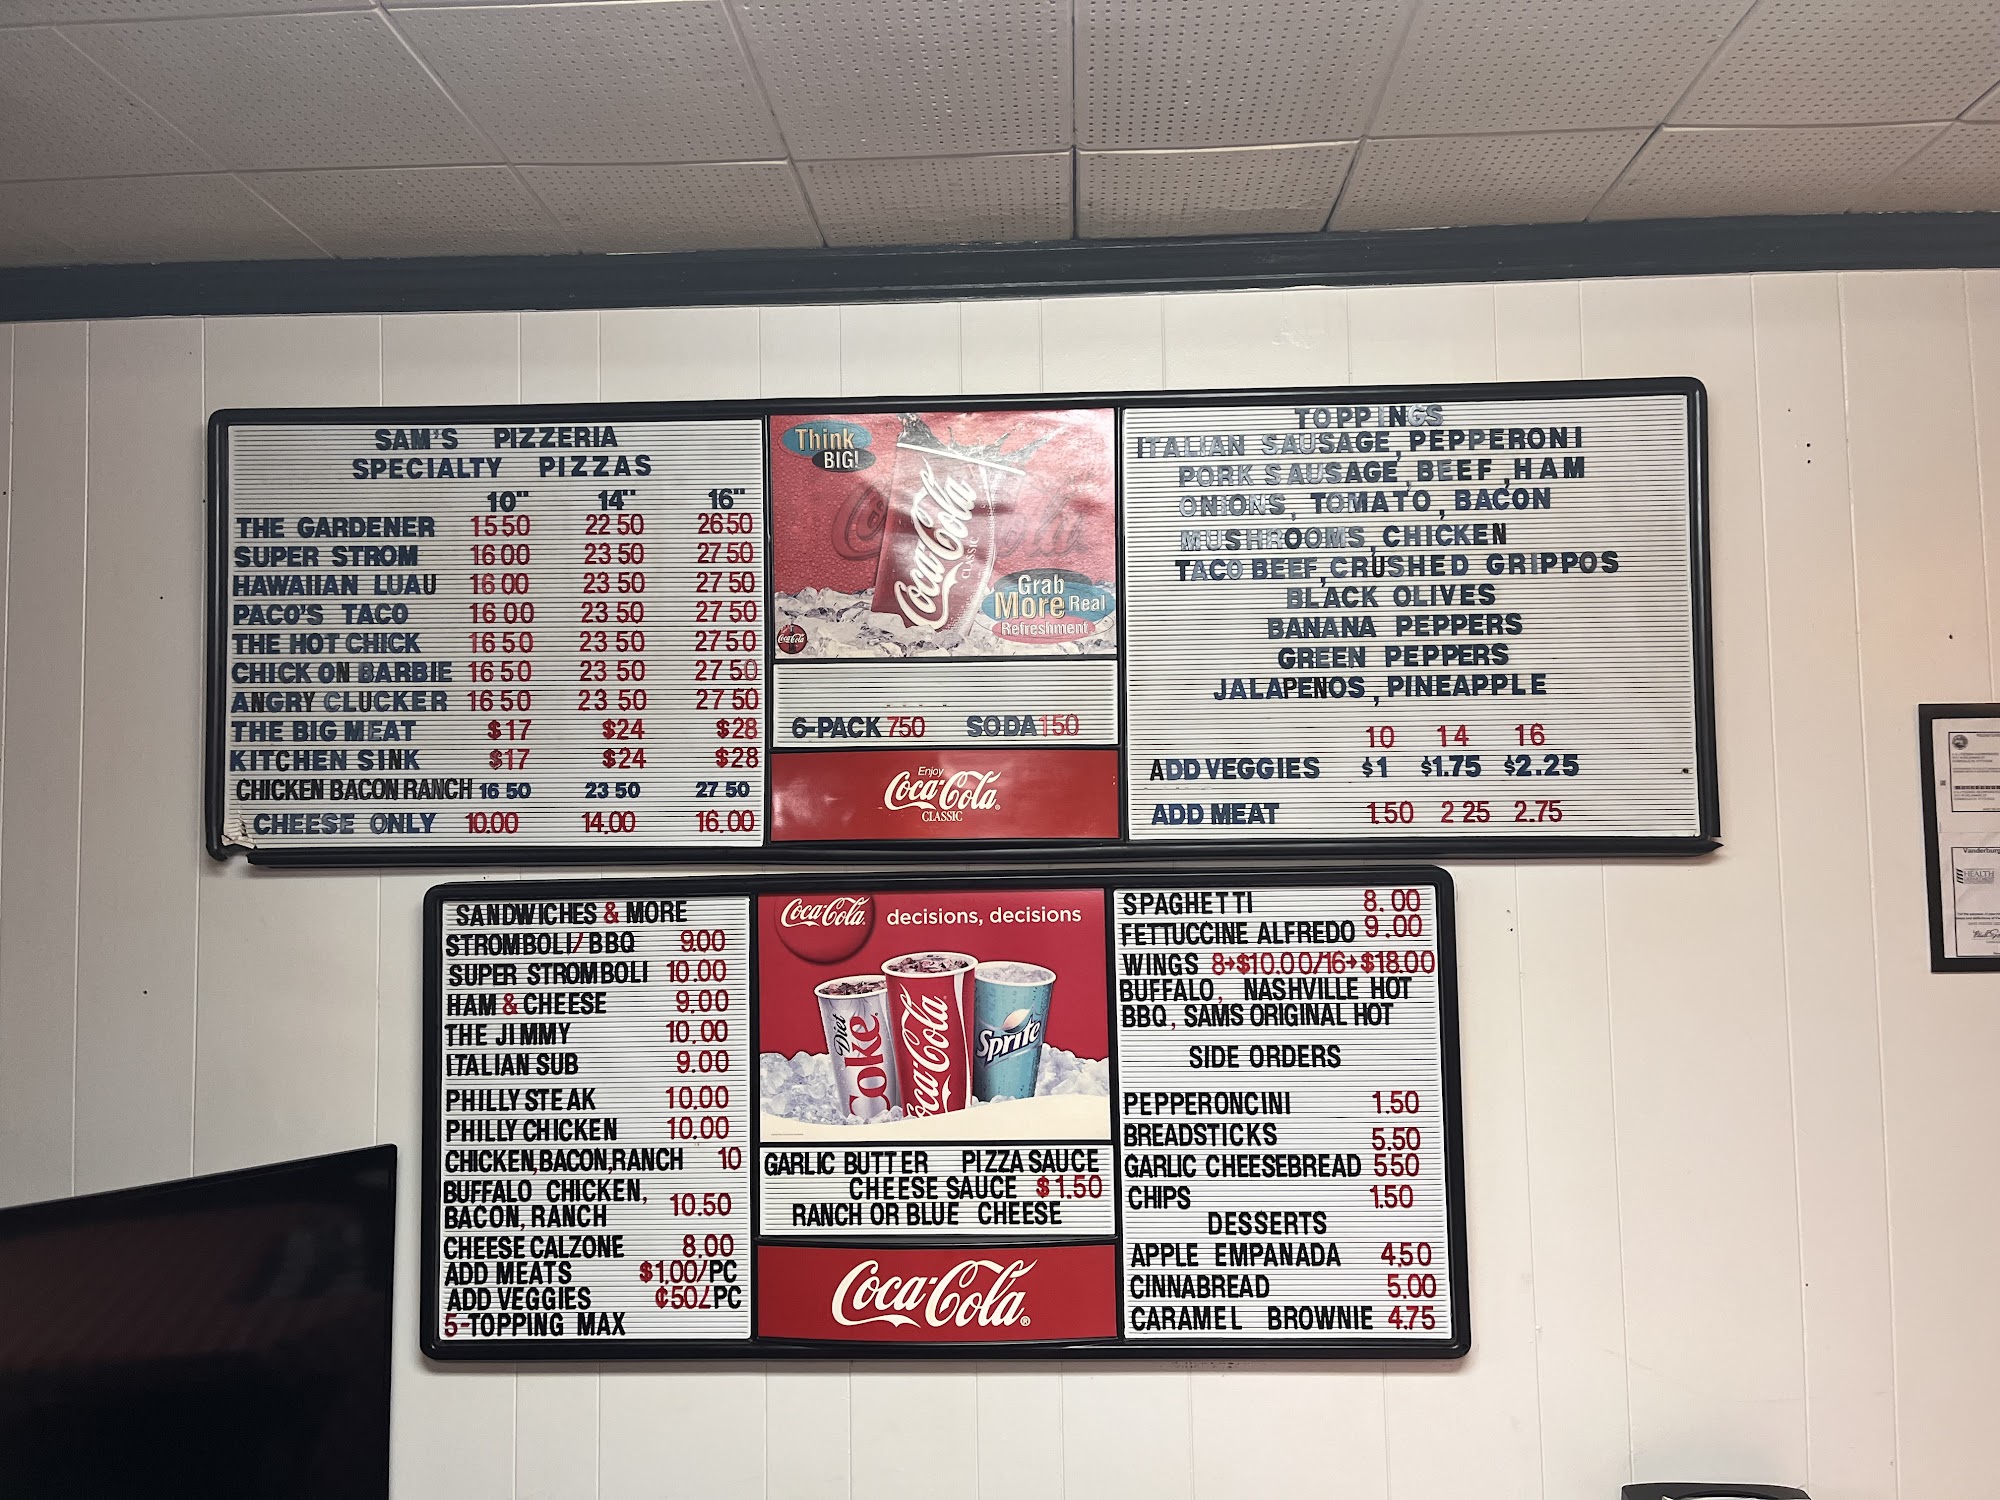 SAM'S PIZZERIA
SPECIALTY PIZZAS
10" 14" 16"
THE GARDENER 1550 22 50 2650
SUPER STROM 1600 23 50 27 50
HAWAIIAN LUAU 16 00 23 50 27 50
PACO'S TACO 16 00 23 50 27 50
THE HOT CHICK 16 50 23 50 2750
CHICK ON BARBIE 16 50 23 50 27 50
ANGRY CLUCKER 16 50 23 50 27 50
THE BIG MEAT $17 $24 $28
KITCHEN SINK $17 $24 $28
CHICKEN BACON RANCH 16 50 23 50 27 50
CHEESE ONLY 10.00 14.00 16.00
Think
BIG!
Coca-Cola
CLASSIC
Grab
More Real
Refreshment
Coca-Cola
6-PACK 750 SODA 150
Enjoy
Coca-Cola
CLASSIC
TOPPINGS
ITALIAN SAUSAGE, PEPPERONI
PORK SAUSAGE, BEEF, HAM
ONIONS, TOMATO, BACON
MUSHROOMS, CHICKEN
TACO BEEF, CRUSHED GRIPPOS
BLACK OLIVES
BANANA PEPPERS
GREEN PEPPERS
JALAPENOS, PINEAPPLE
10 14 16
ADD VEGGIES $1 $1.75 $2.25
ADD MEAT 1.50 2 25 2.75
SANDWICHES & MORE
STROMBOLI/BBQ 9.00
SUPER STROMBOLI 10.00
HAM & CHEESE 9.00
THE JIMMY 10.00
ITALIAN SUB 9.00
PHILLY STEAK 10.00
PHILLY CHICKEN 10.00
CHICKEN,BACON,RANCH 10
BUFFALO CHICKEN,
BACON, RANCH 10.50
CHEESE CALZONE 8.00
ADD MEATS $1.00/PC
ADD VEGGIES ¢50/PC
5-TOPPING MAX
Coca-Cola decisions, decisions
Diet Coke
Coca-Cola
Sprite
GARLIC BUTTER PIZZA SAUCE
CHEESE SAUCE $1.50
RANCH OR BLUE CHEESE
Coca-Cola
SPAGHETTI 8.00
FETTUCCINE ALFREDO 9.00
WINGS 8→$10.00/16→$18.00
BUFFALO, NASHVILLE HOT
BBQ, SAMS ORIGINAL HOT
SIDE ORDERS
PEPPERONCINI 1.50
BREADSTICKS 5.50
GARLIC CHEESEBREAD 550
CHIPS 1.50
DESSERTS
APPLE EMPANADA 4.50
CINNABREAD 5.00
CARAMEL BROWNIE 4.75
HEALTH